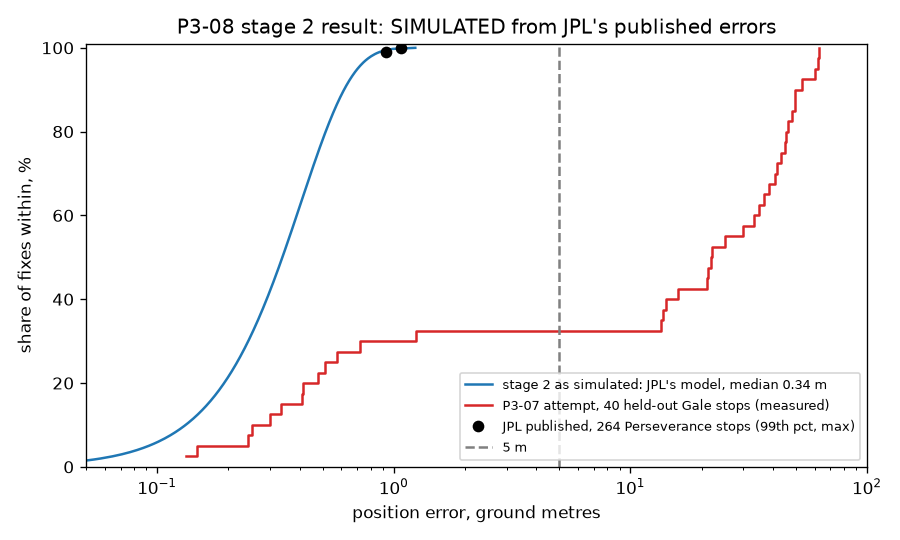 P3-08 stage 2 result: SIMULATED from JPL's published errors
100
80
60
40
20
0
share of fixes within, %
stage 2 as simulated: JPL's model, median 0.34 m
P3-07 attempt, 40 held-out Gale stops (measured)
JPL published, 264 Perseverance stops (99th pct, max)
5 m
10⁻¹
10⁰
10¹
10²
position error, ground metres